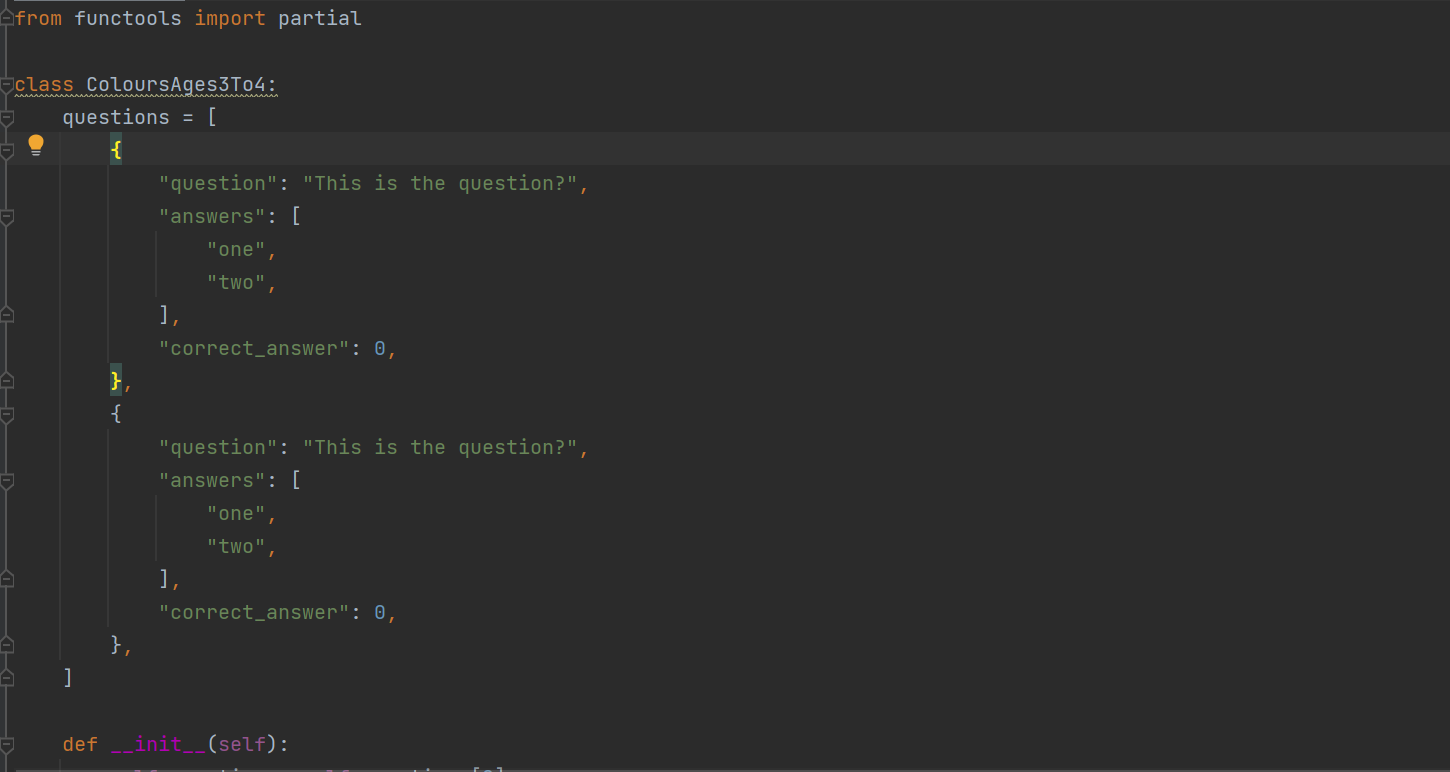 from functools import partial
class ColoursAges3To4:
questions = [
{
"question": "This is the question?",
"answers": [
"one",
"two",
],
"correct_answer": 0,
},
{
"question": "This is the question?",
"answers": [
"one",
"two",
],
"correct_answer": 0,
},
]
def __init__(self):